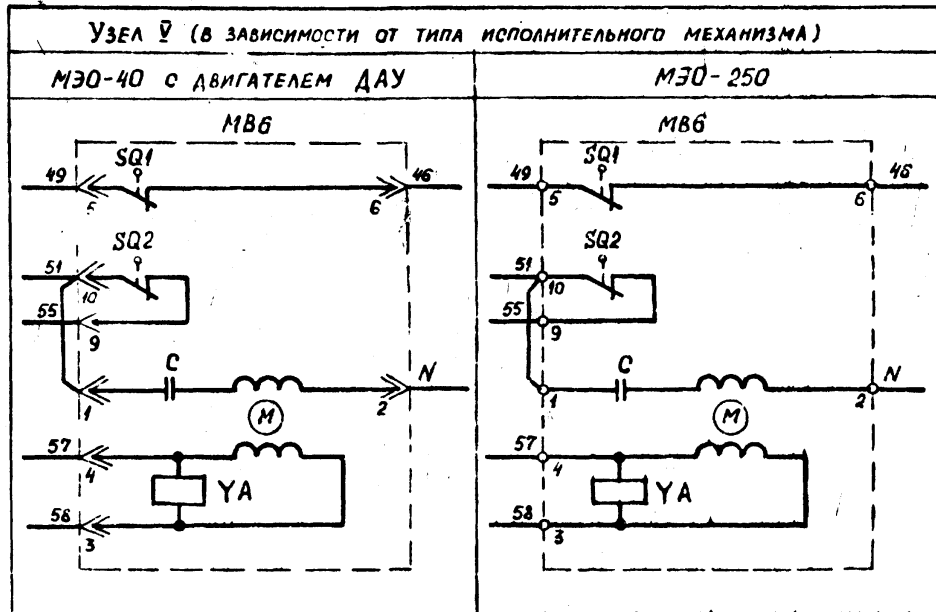 УЗЕЛ V (В ЗАВИСИМОСТИ ОТ ТИПА ИСПОЛНИТЕЛЬНОГО МЕХАНИЗМА)
МЭО-40 С ДВИГАТЕЛЕМ ДАУ
МЭО-250
МВ6
SQ1
49
5
6
46
SQ2
51
10
55
9
C
N
1
2
M
57
4
YA
58
3
МВ6
SQ1
49
5
6
46
SQ2
51
10
55
9
C
N
1
2
M
57
4
YA
58
3